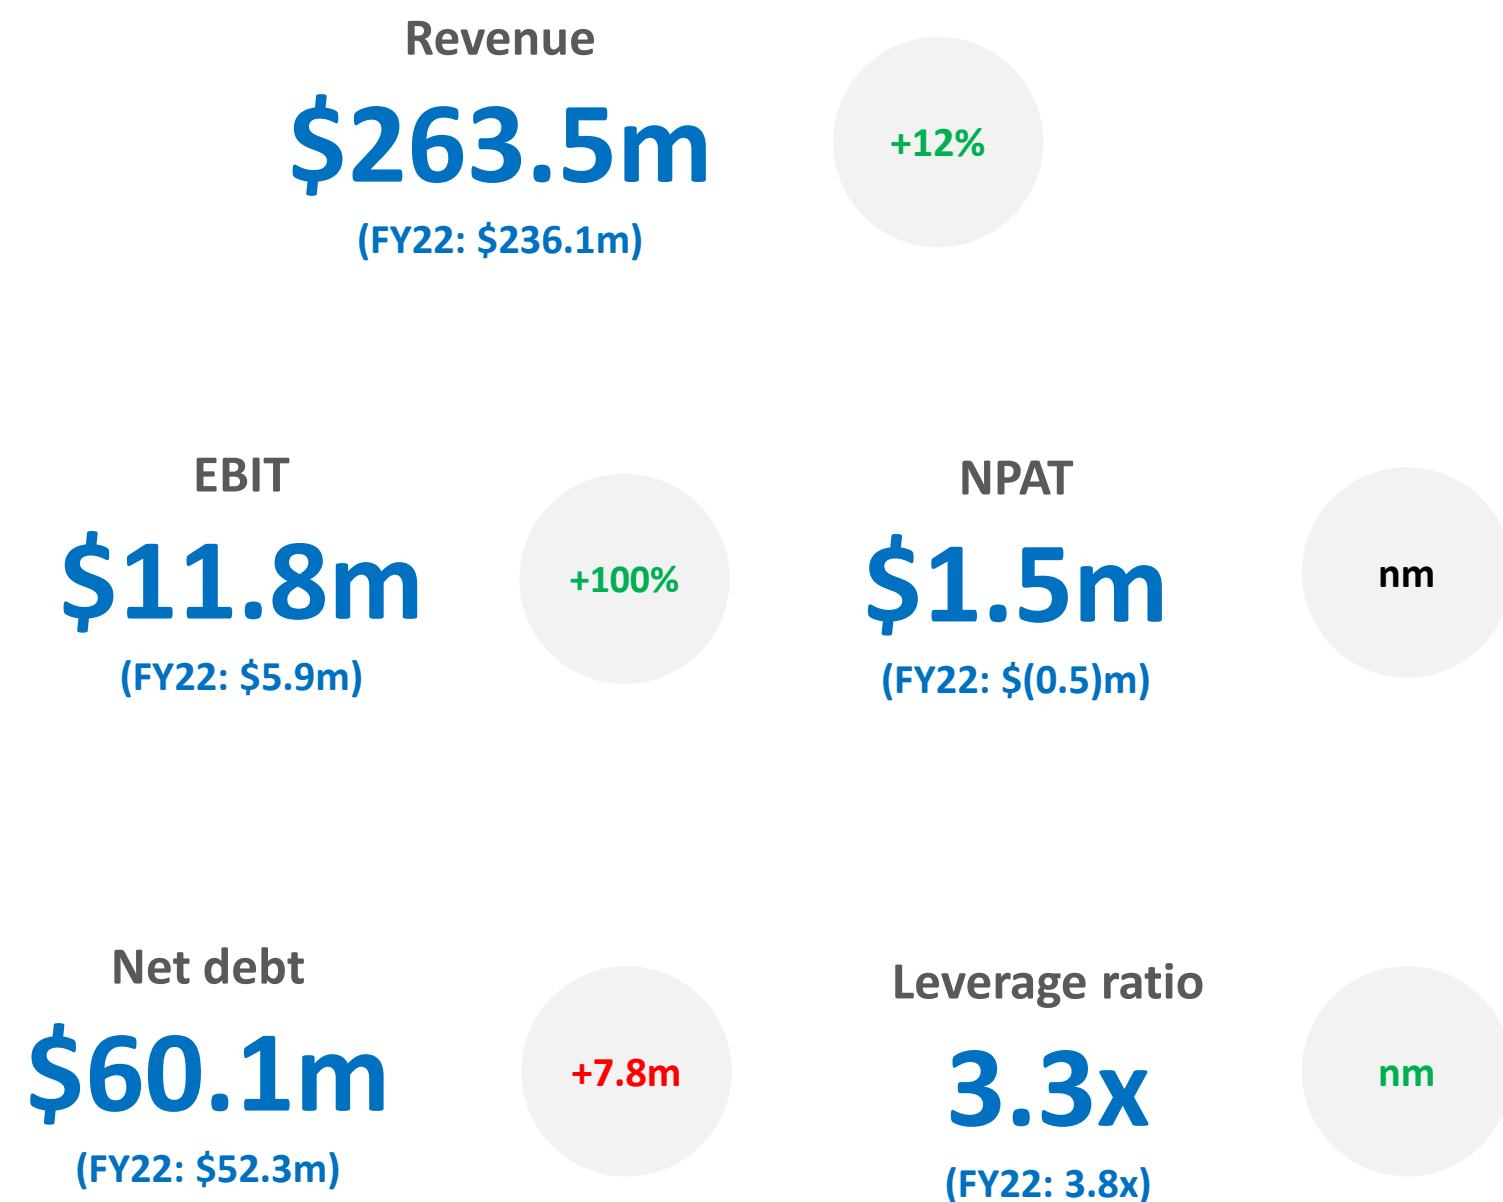 Revenue
$263.5m
(FY22: $236.1m)
+12%
EBIT
$11.8m
(FY22: $5.9m)
+100%
NPAT
$1.5m
(FY22: $(0.5)m)
nm
Net debt
$60.1m
(FY22: $52.3m)
+7.8m
Leverage ratio
3.3x
(FY22: 3.8x)
nm